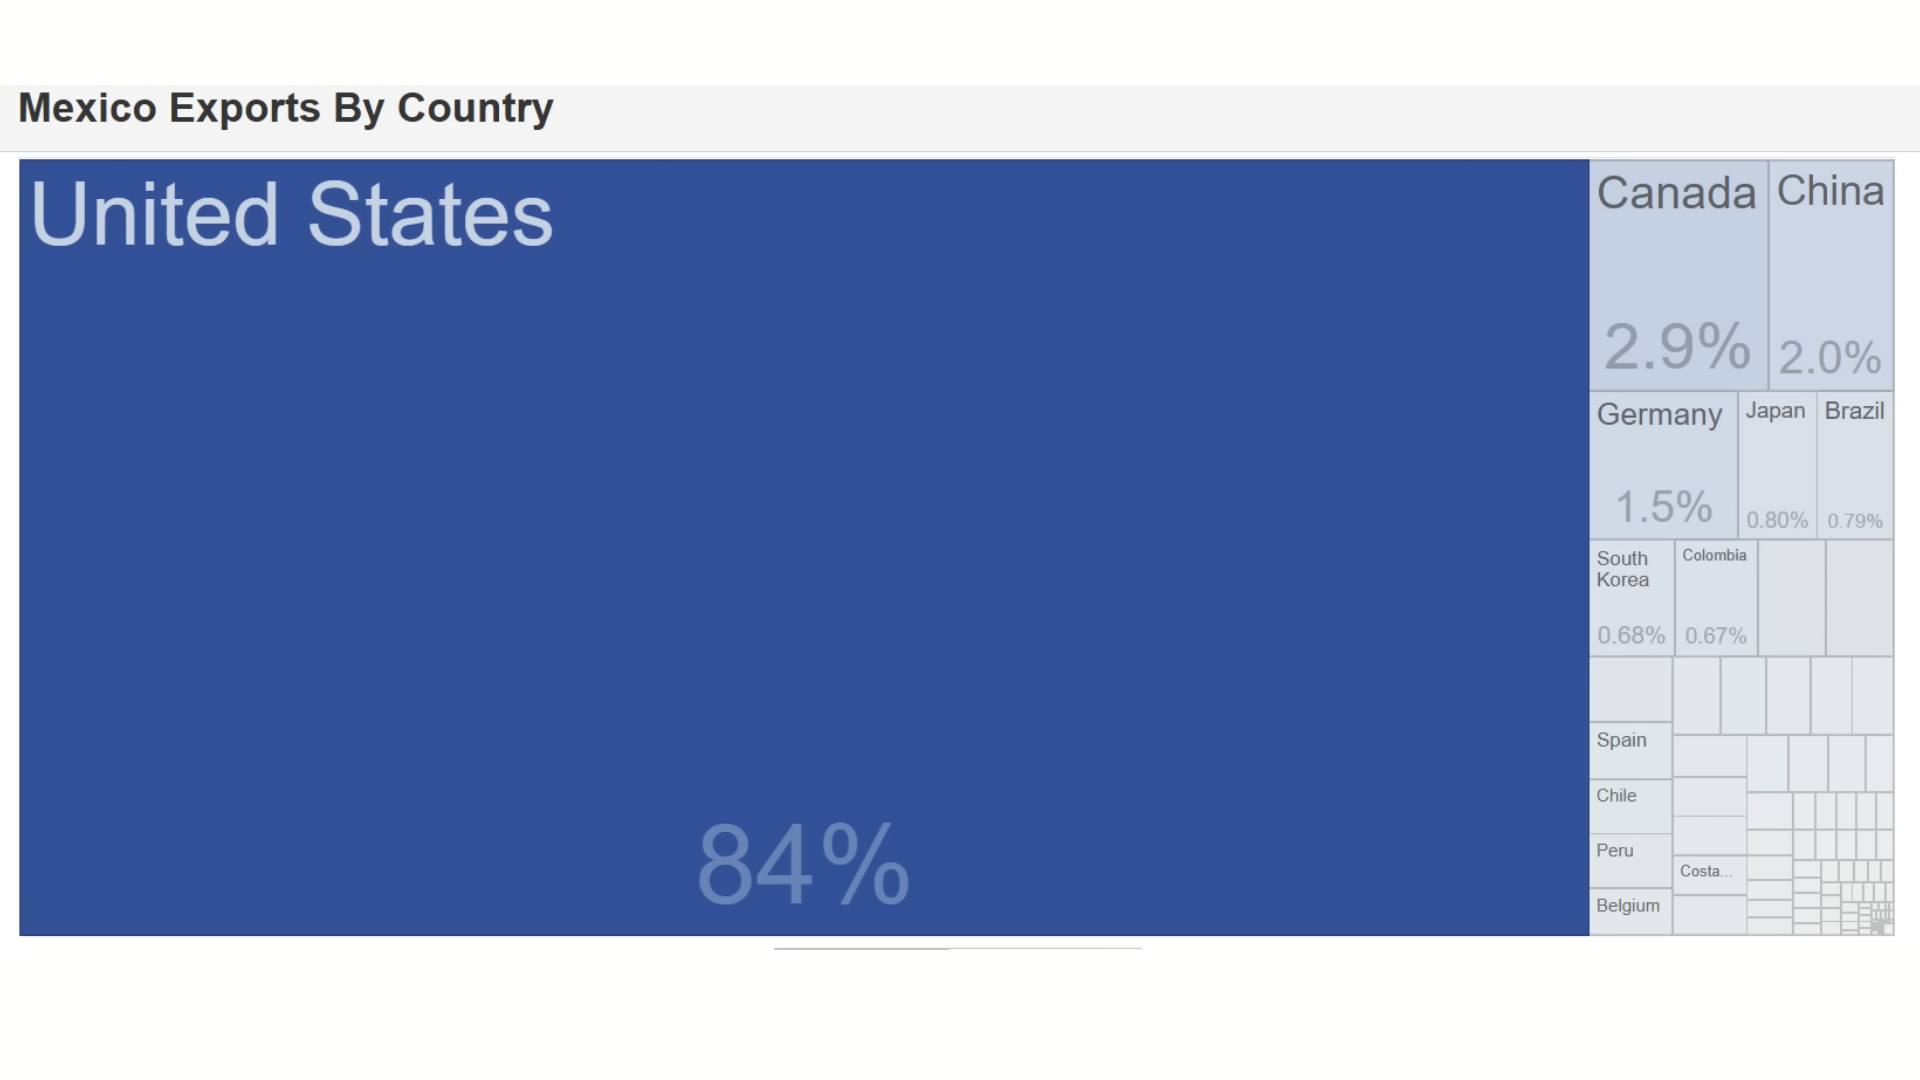 Mexico Exports By Country
United States
84%
Canada
2.9%
China
2.0%
Germany
1.5%
Japan
0.80%
Brazil
0.79%
South
Korea
0.68%
Colombia
0.67%
Spain
Chile
Peru
Belgium
Costa...